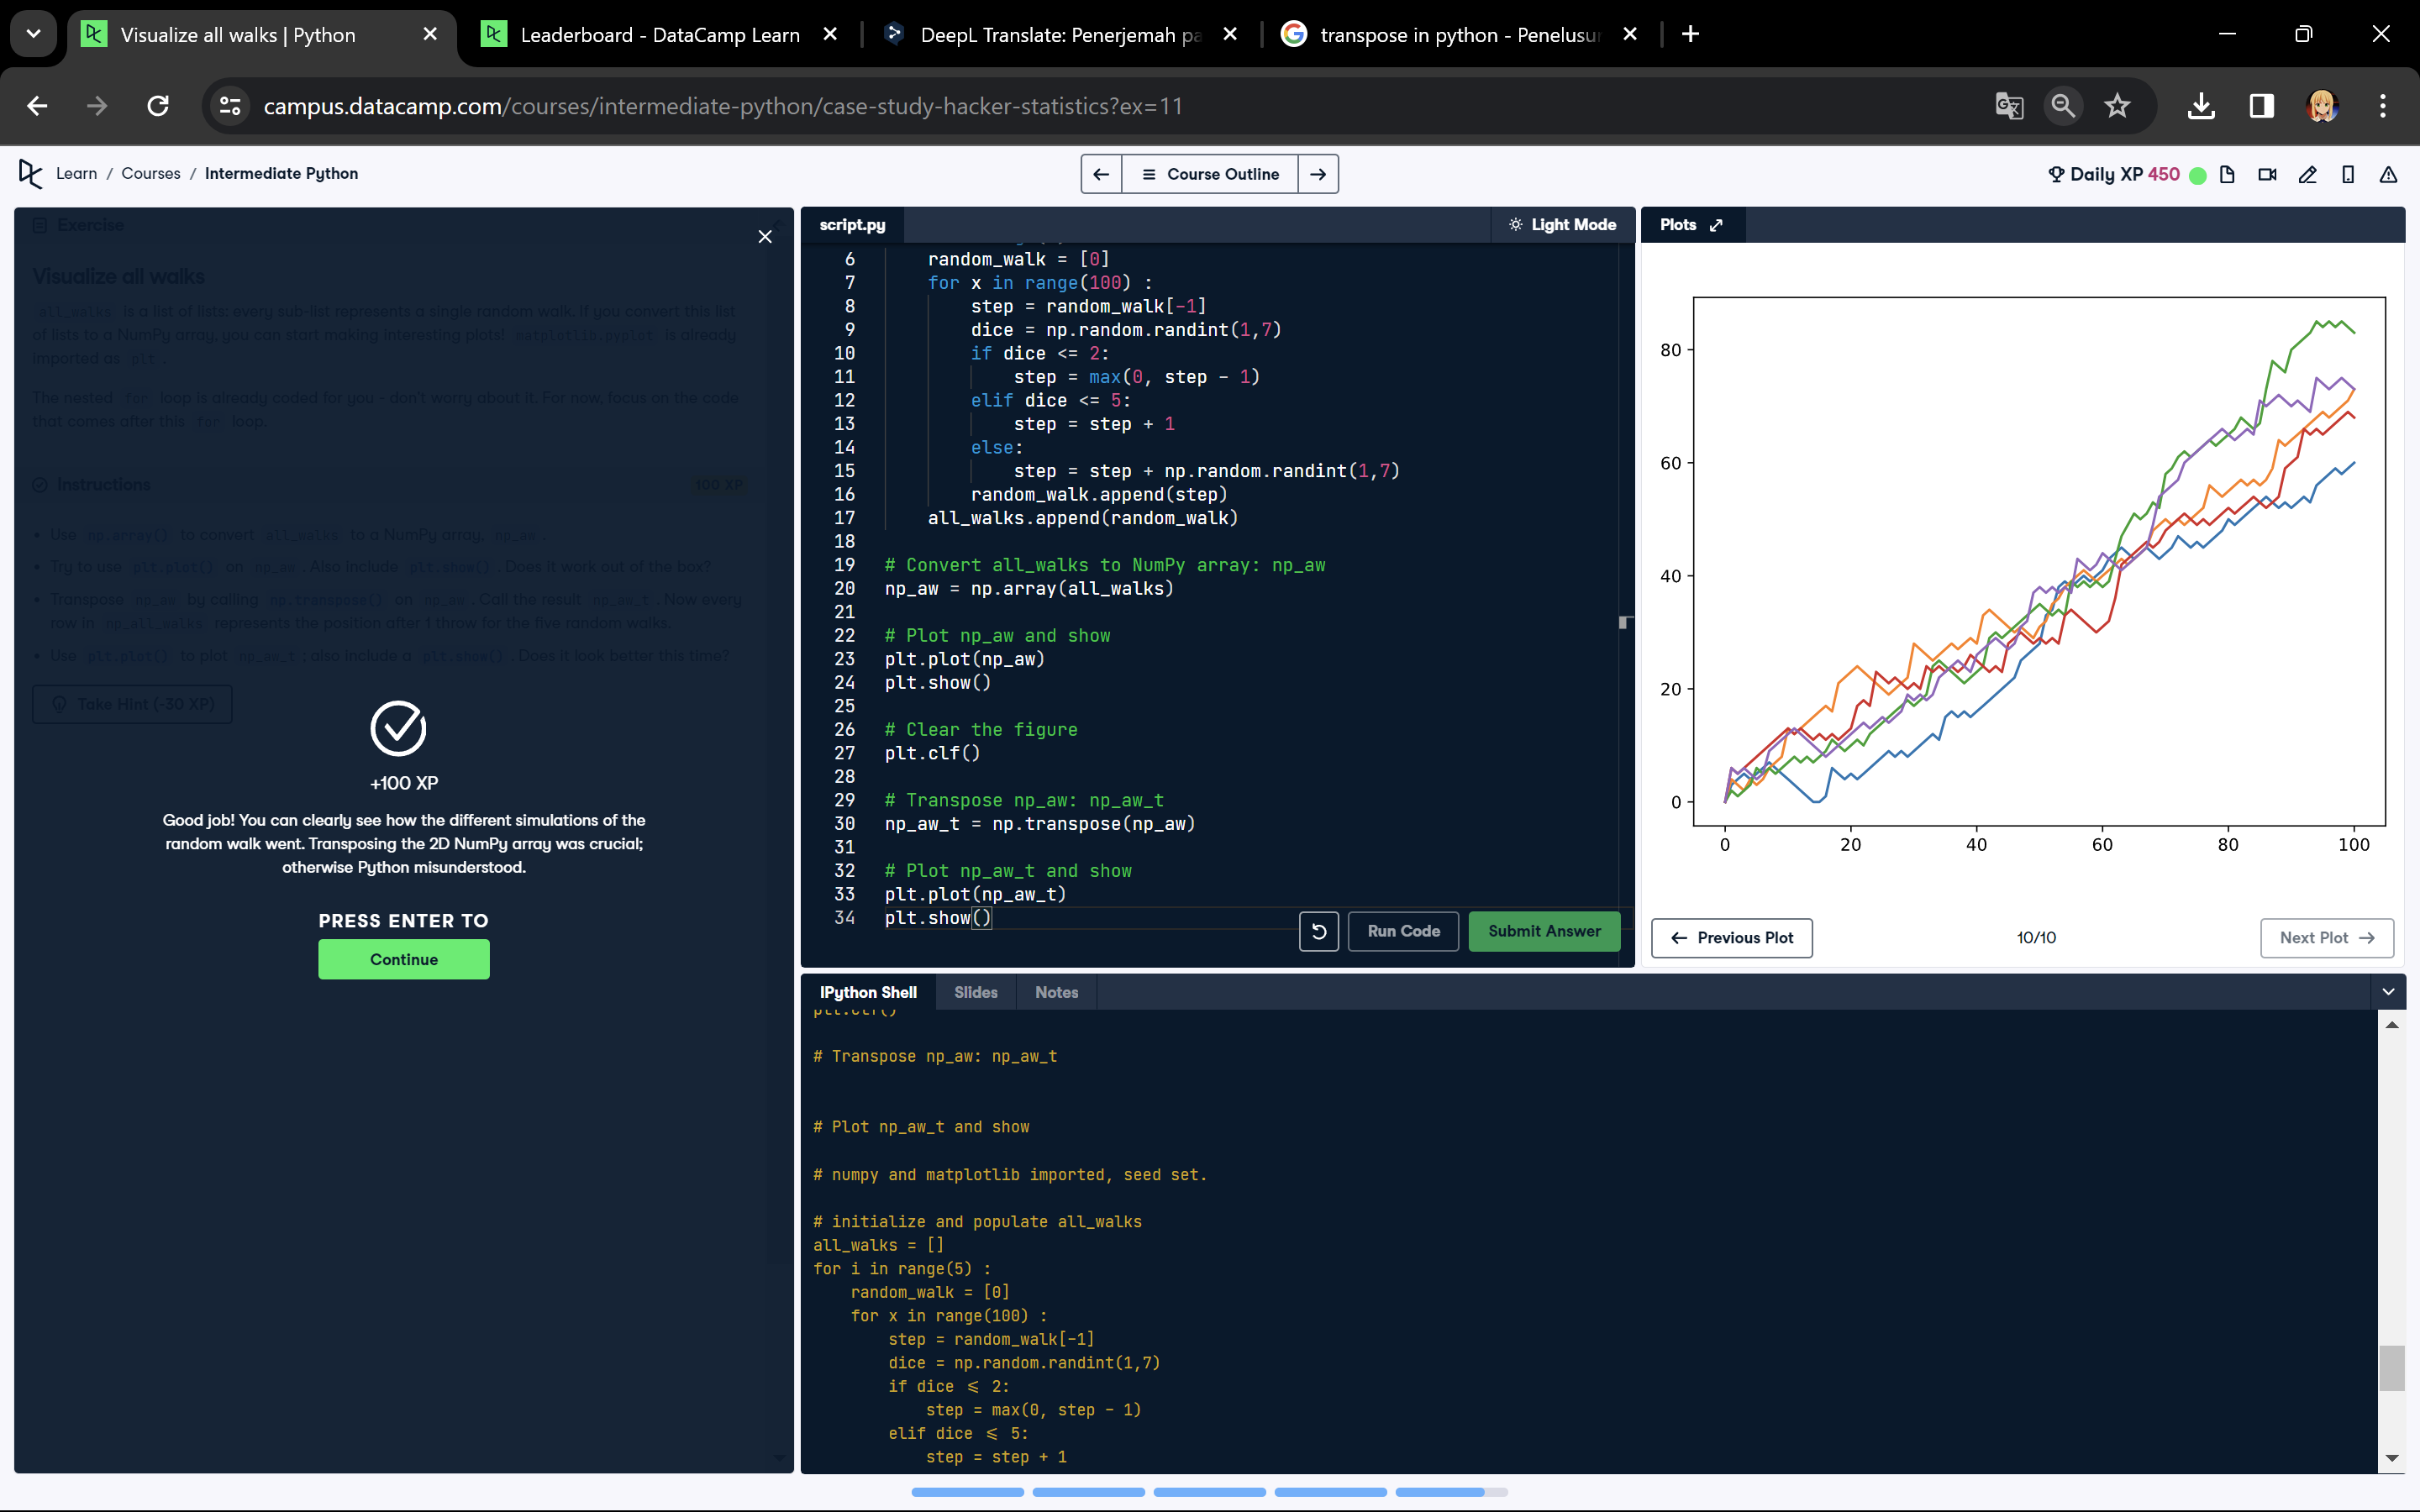 Visualize all walks | Python
Leaderboard - DataCamp Learn
DeepL Translate: Penerjemah pa
transpose in python - Penelusur
campus.datacamp.com/courses/intermediate-python/case-study-hacker-statistics?ex=11
Learn / Courses / Intermediate Python
Course Outline
Daily XP 450
Exercise
Visualize all walks
all_walks is a list of lists: every sub-list represents a single random walk. If you convert this list
of lists to a NumPy array, you can start making interesting plots! matplotlib.pyplot is already
imported as plt.
The nested for loop is already coded for you - don't worry about it. For now, focus on the code
that comes after this for loop.
Instructions
100 XP
• Use np.array() to convert all_walks to a NumPy array, np_aw.
• Try to use plt.plot() on np_aw. Also include plt.show(). Does it work out of the box?
• Transpose np_aw by calling np.transpose() on np_aw. Call the result np_aw_t. Now every
row in np_all_walks represents the position after 1 throw for the five random walks.
• Use plt.plot() to plot np_aw_t; also include a plt.show(). Does it look better this time?
Take Hint (-30 XP)
+100 XP
Good job! You can clearly see how the different simulations of the
random walk went. Transposing the 2D NumPy array was crucial;
otherwise Python misunderstood.
PRESS ENTER TO
Continue
script.py
Light Mode
6 random_walk = [0]
7 for x in range(100) :
8 step = random_walk[-1]
9 dice = np.random.randint(1,7)
10 if dice <= 2:
11 step = max(0, step - 1)
12 elif dice <= 5:
13 step = step + 1
14 else:
15 step = step + np.random.randint(1,7)
16 random_walk.append(step)
17 all_walks.append(random_walk)
18
19 # Convert all_walks to NumPy array: np_aw
20 np_aw = np.array(all_walks)
21
22 # Plot np_aw and show
23 plt.plot(np_aw)
24 plt.show()
25
26 # Clear the figure
27 plt.clf()
28
29 # Transpose np_aw: np_aw_t
30 np_aw_t = np.transpose(np_aw)
31
32 # Plot np_aw_t and show
33 plt.plot(np_aw_t)
34 plt.show()
Run Code
Submit Answer
Plots
80
60
40
20
0
0 20 40 60 80 100
Previous Plot
10/10
Next Plot
IPython Shell
Slides
Notes
plt.clf()
# Transpose np_aw: np_aw_t
# Plot np_aw_t and show
# numpy and matplotlib imported, seed set.
# initialize and populate all_walks
all_walks = []
for i in range(5) :
random_walk = [0]
for x in range(100) :
step = random_walk[-1]
dice = np.random.randint(1,7)
if dice <= 2:
step = max(0, step - 1)
elif dice <= 5:
step = step + 1